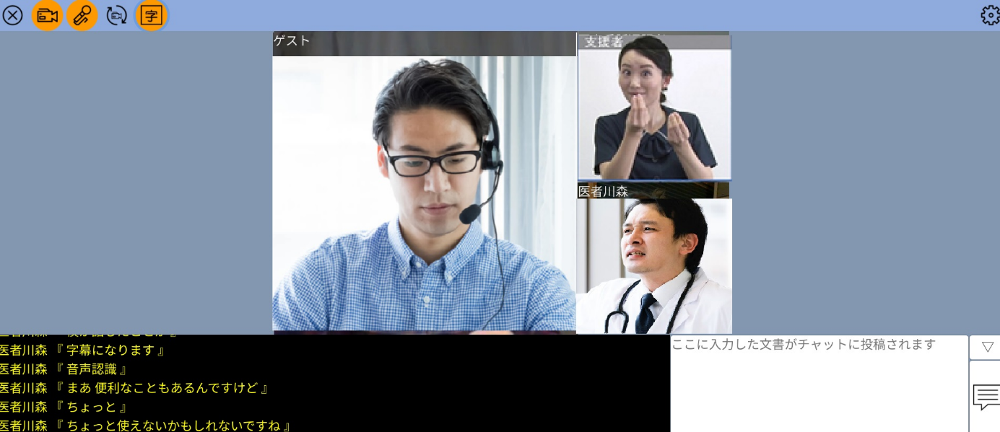 字
ゲスト
支援者
医者川森
医者川森 『 字幕になります 』
医者川森 『 音声認識 』
医者川森 『 まあ 便利なこともあるんですけど 』
医者川森 『 ちょっと 』
医者川森 『 ちょっと使えないかもしれないですね 』
ここに入力した文書がチャットに投稿されます